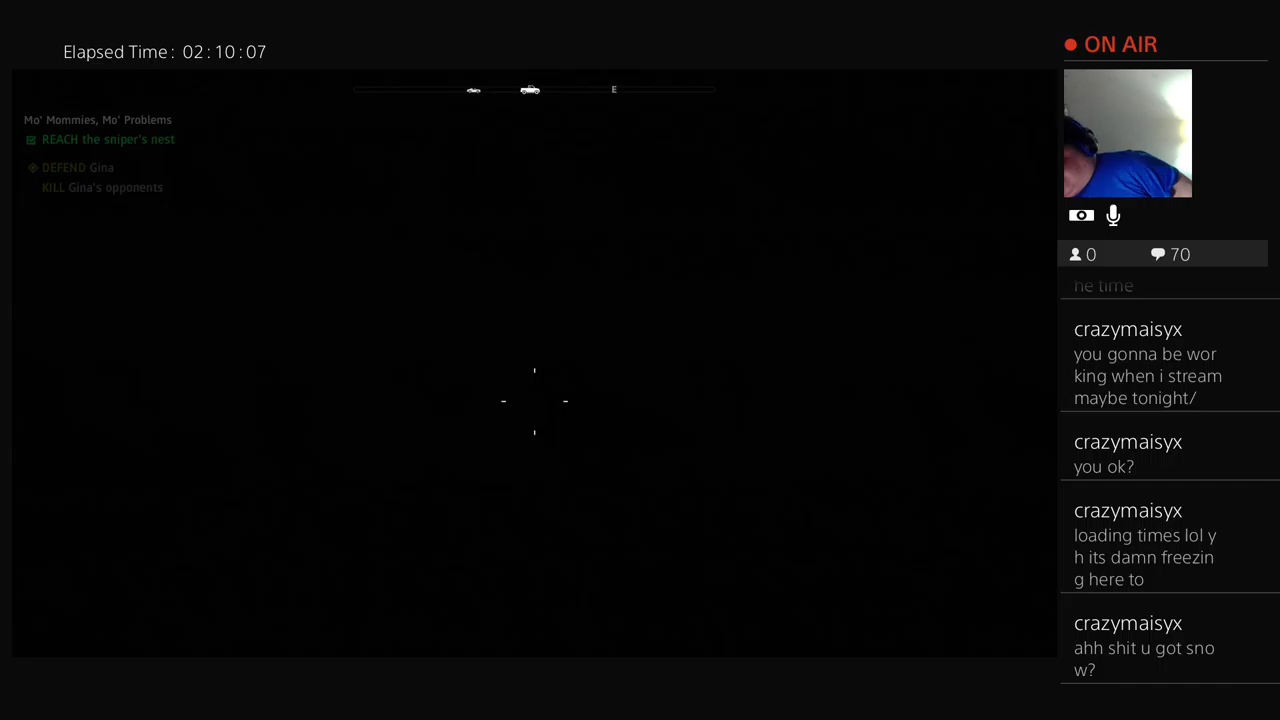 Elapsed Time: 02:10:07
ON AIR
E
Mo' Mommies, Mo' Problems
REACH the sniper's nest
DEFEND Gina
KILL Gina's opponents
0 70
he time
crazymaisyx
you gonna be wor
king when i stream
maybe tonight/
crazymaisyx
you ok?
crazymaisyx
loading times lol y
h its damn freezin
g here to
crazymaisyx
ahh shit u got sno
w?